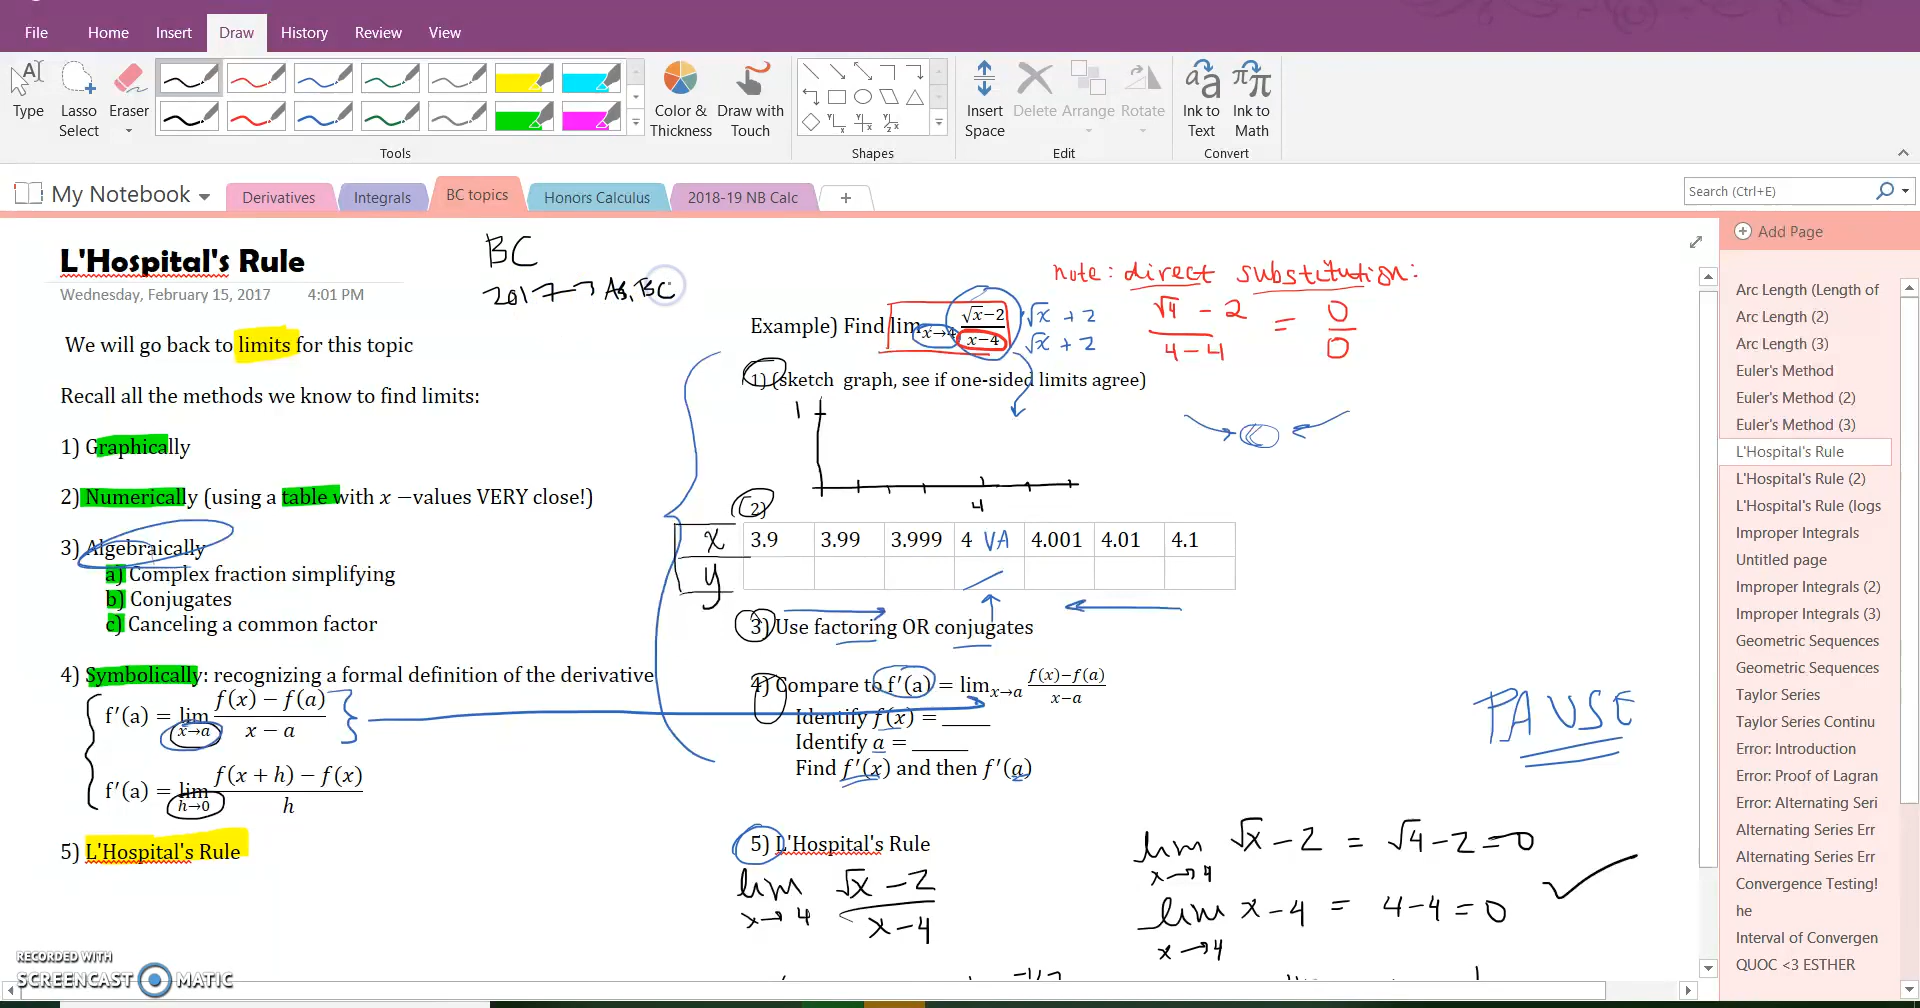 File Home Insert Draw History Review View
Type Lasso Select Eraser Color & Thickness Draw with Touch Insert Space Delete Arrange Rotate Ink to Text Ink to Math
Tools Shapes Edit Convert
My Notebook Derivatives Integrals BC topics Honors Calculus 2018-19 NB Calc + Search (Ctrl+E)
L'Hospital's Rule
Wednesday, February 15, 2017 4:01 PM
BC
2017 → AB, BC
We will go back to limits for this topic
Recall all the methods we know to find limits:
1) Graphically
2) Numerically (using a table with x −values VERY close!)
3) Algebraically
a) Complex fraction simplifying
b) Conjugates
c) Canceling a common factor
4) Symbolically: recognizing a formal definition of the derivative
f'(a) = lim x→a f(x) − f(a) / x − a
f'(a) = lim h→0 f(x + h) − f(x) / h
5) L'Hospital's Rule
note: direct substitution:
√4 − 2 / 4 − 4 = 0 / 0
Example) Find lim x→4 √x−2 / x−4
√x + 2
√x + 2
1) (sketch graph, see if one-sided limits agree)
1
4
2)
x 3.9 3.99 3.999 4 VA 4.001 4.01 4.1
y
3) Use factoring OR conjugates
4) Compare to f'(a) = lim x→a f(x)−f(a) / x−a
Identify f(x) = ____
Identify a = _____
Find f'(x) and then f'(a)
PAUSE
5) L'Hospital's Rule
lim x→4 √x − 2 / x − 4
lim x→4 √x − 2 = √4 − 2 = 0
lim x→4 x − 4 = 4 − 4 = 0
Add Page
Arc Length (Length of
Arc Length (2)
Arc Length (3)
Euler's Method
Euler's Method (2)
Euler's Method (3)
L'Hospital's Rule
L'Hospital's Rule (2)
L'Hospital's Rule (logs
Improper Integrals
Untitled page
Improper Integrals (2)
Improper Integrals (3)
Geometric Sequences
Geometric Sequences
Taylor Series
Taylor Series Continu
Error: Introduction
Error: Proof of Lagran
Error: Alternating Seri
Alternating Series Err
Alternating Series Err
Convergence Testing!
he
Interval of Convergen
QUOC <3 ESTHER
RECORDED WITH
SCREENCAST MATIC